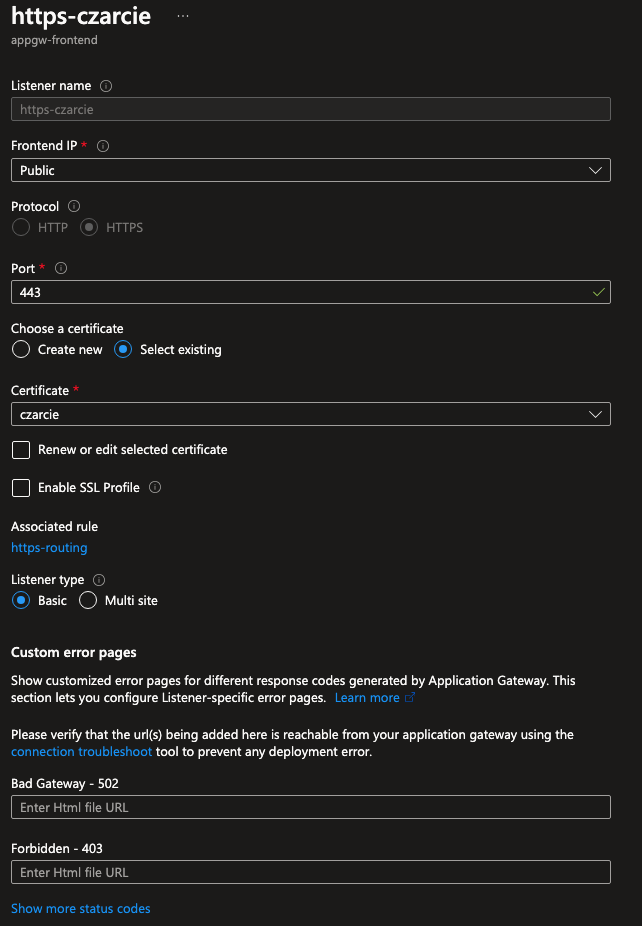 https-czarcie ...
appgw-frontend
Listener name
https-czarcie
Frontend IP *
Public
Protocol
HTTP HTTPS
Port *
443
Choose a certificate
Create new Select existing
Certificate *
czarcie
Renew or edit selected certificate
Enable SSL Profile
Associated rule
https-routing
Listener type
Basic Multi site
Custom error pages
Show customized error pages for different response codes generated by Application Gateway. This
section lets you configure Listener-specific error pages. Learn more
Please verify that the url(s) being added here is reachable from your application gateway using the
connection troubleshoot tool to prevent any deployment error.
Bad Gateway - 502
Enter Html file URL
Forbidden - 403
Enter Html file URL
Show more status codes